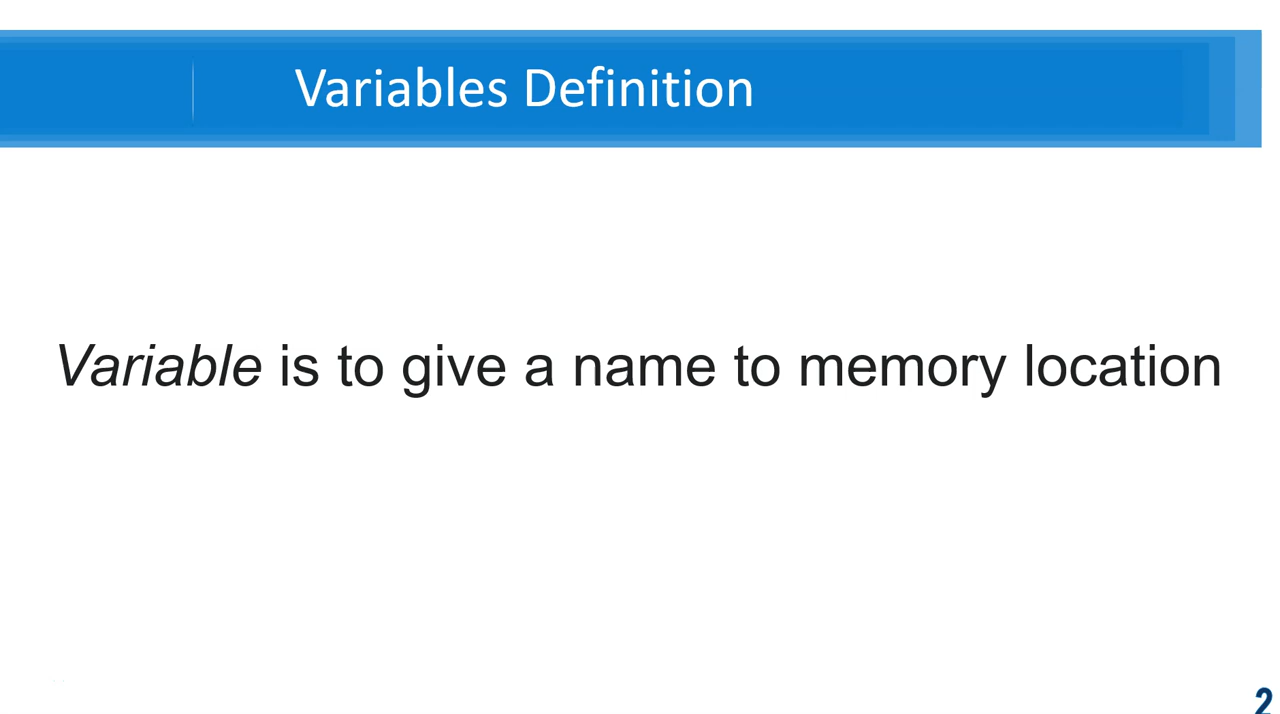 Variables Definition
Variable is to give a name to memory location
2